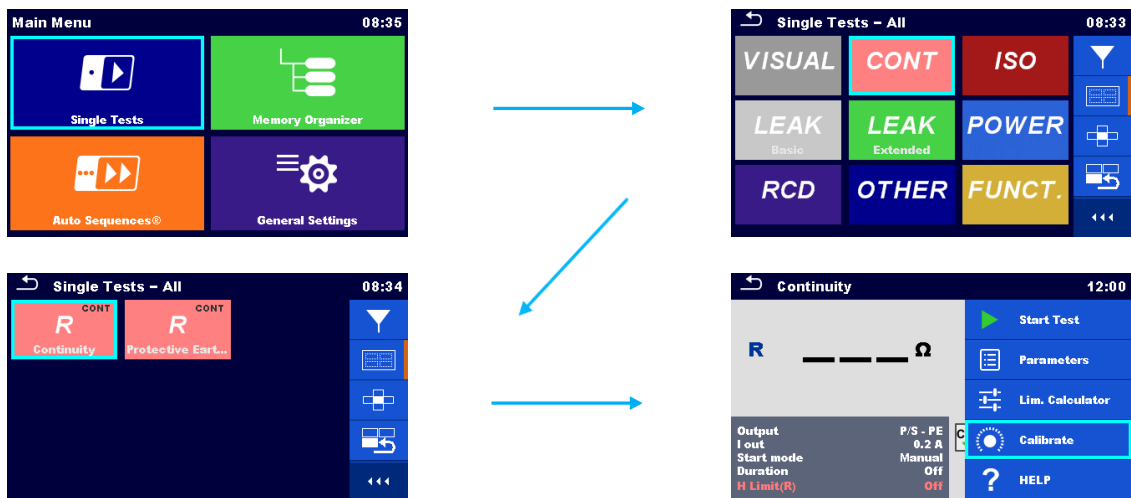 Main Menu 08:35
Single Tests
Memory Organizer
Auto Sequences®
General Settings
Single Tests – All 08:33
VISUAL CONT ISO
LEAK LEAK POWER
Basic Extended
RCD OTHER FUNCT.
Single Tests – All 08:34
CONT CONT
R R
Continuity Protective Eart...
Continuity 12:00
R ___ Ω
Output P/S - PE
I out 0.2 A
Start mode Manual
Duration Off
H Limit(R) Off
C
Start Test
Parameters
Lim. Calculator
Calibrate
? HELP